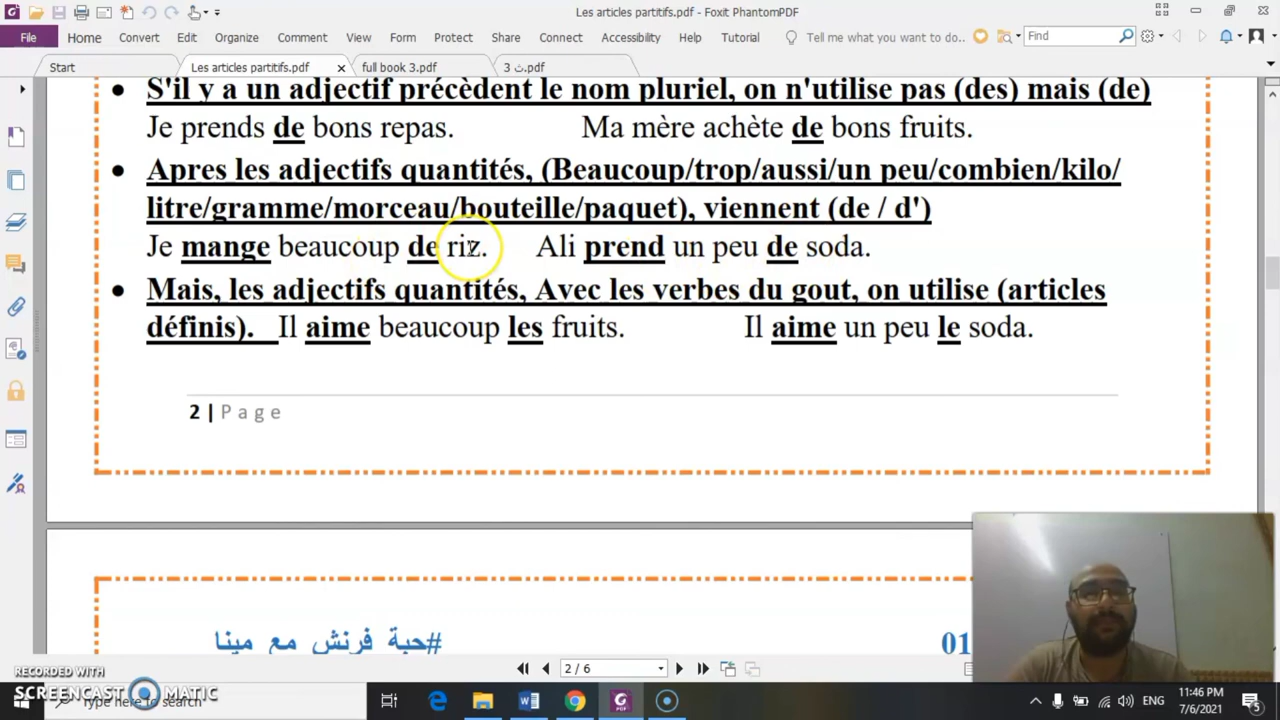 Les articles partitifs.pdf - Foxit PhantomPDF
File Home Convert Edit Organize Comment View Form Protect Share Connect Accessibility Help Tutorial Tell me what you want to do... Find
Start Les articles partitifs.pdf full book 3.pdf 3 ث.pdf
S'il y a un adjectif précèdent le nom pluriel, on n'utilise pas (des) mais (de)
Je prends de bons repas. Ma mère achète de bons fruits.
Apres les adjectifs quantités, (Beaucoup/trop/aussi/un peu/combien/kilo/
litre/gramme/morceau/bouteille/paquet), viennent (de / d')
Je mange beaucoup de riz. Ali prend un peu de soda.
Mais, les adjectifs quantités, Avec les verbes du gout, on utilise (articles
définis). Il aime beaucoup les fruits. Il aime un peu le soda.
2 | Page
#حبة فرنش مع مينا
01
2 / 6
RECORDED WITH
SCREENCAST MATIC
Type here to search
ENG
11:46 PM
7/6/2021
5